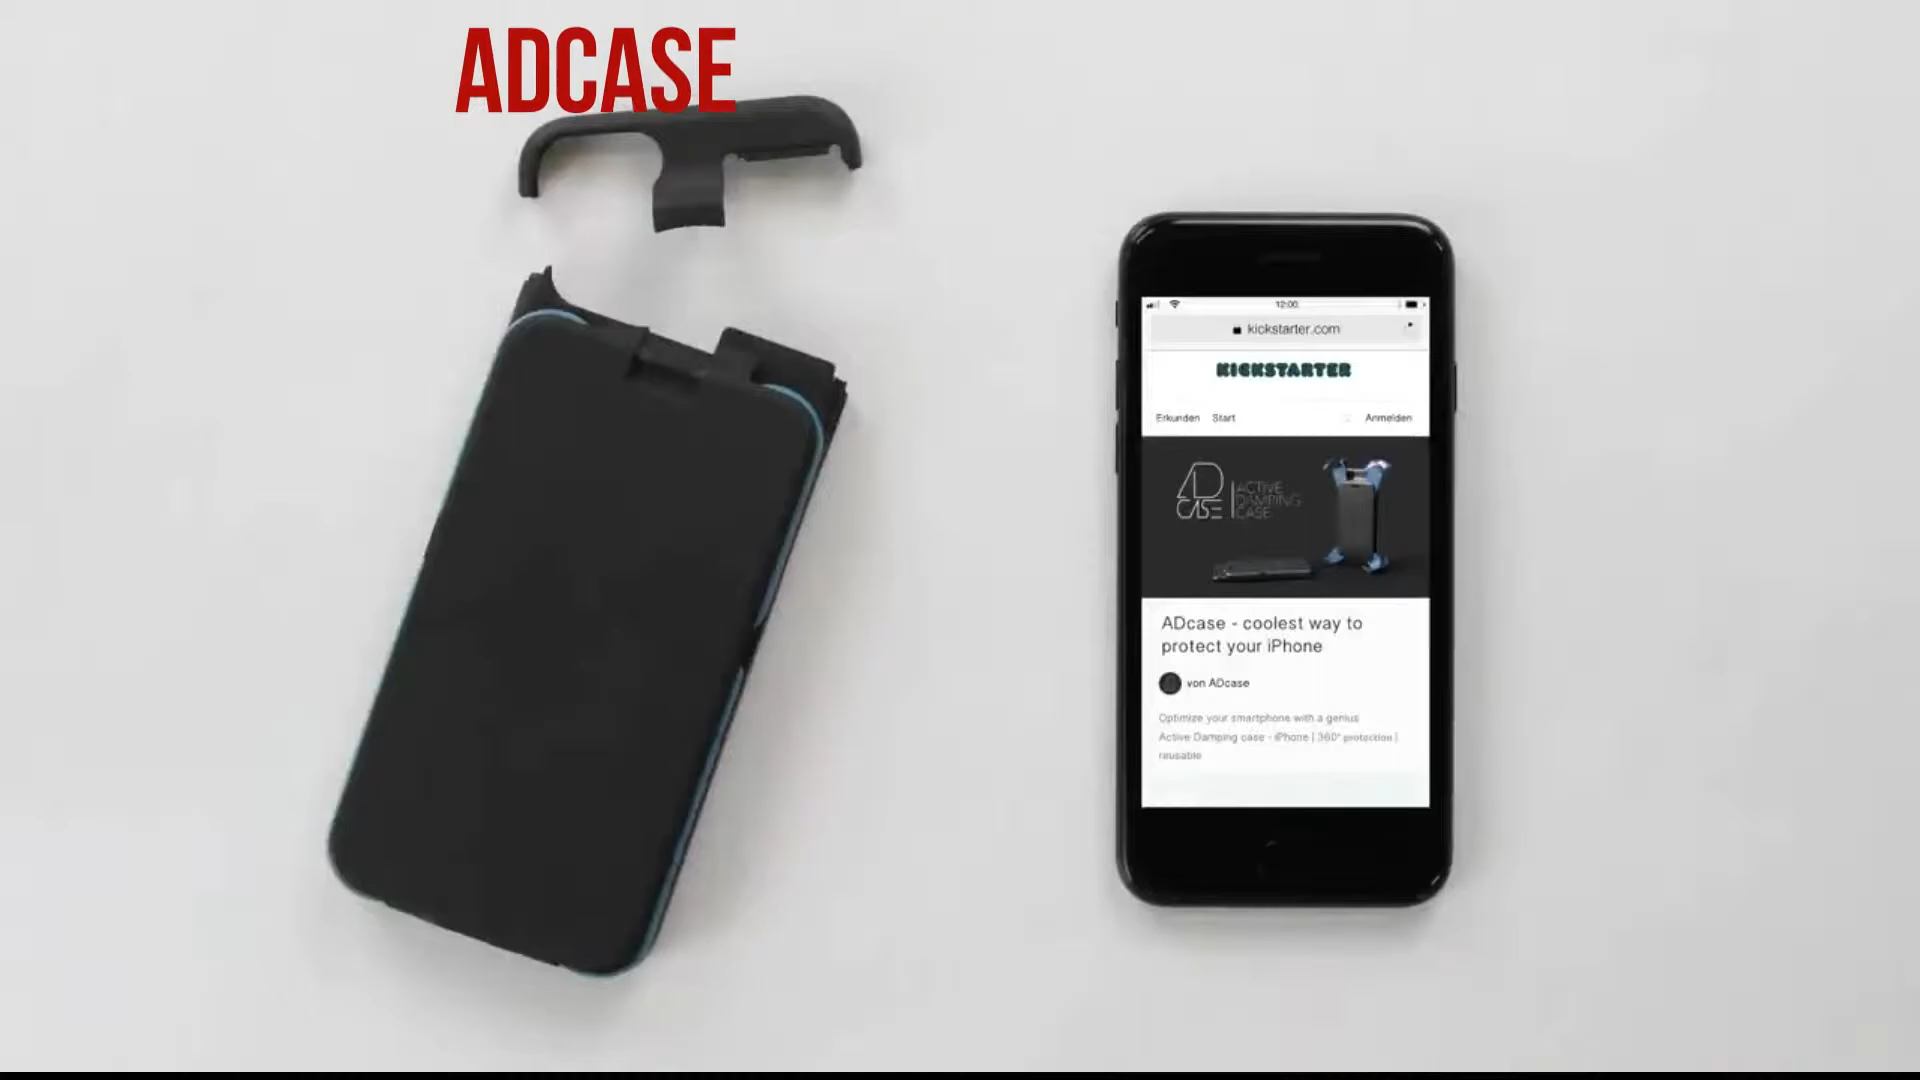 ADCASE
12:00
kickstarter.com
KICKSTARTER
Erkunden Start Anmelden
AD
CASE
ACTIVE
DAMPING
CASE
ADcase - coolest way to
protect your iPhone
von ADcase
Optimize your smartphone with a genius
Active Damping case - iPhone | 360° protection |
reusable